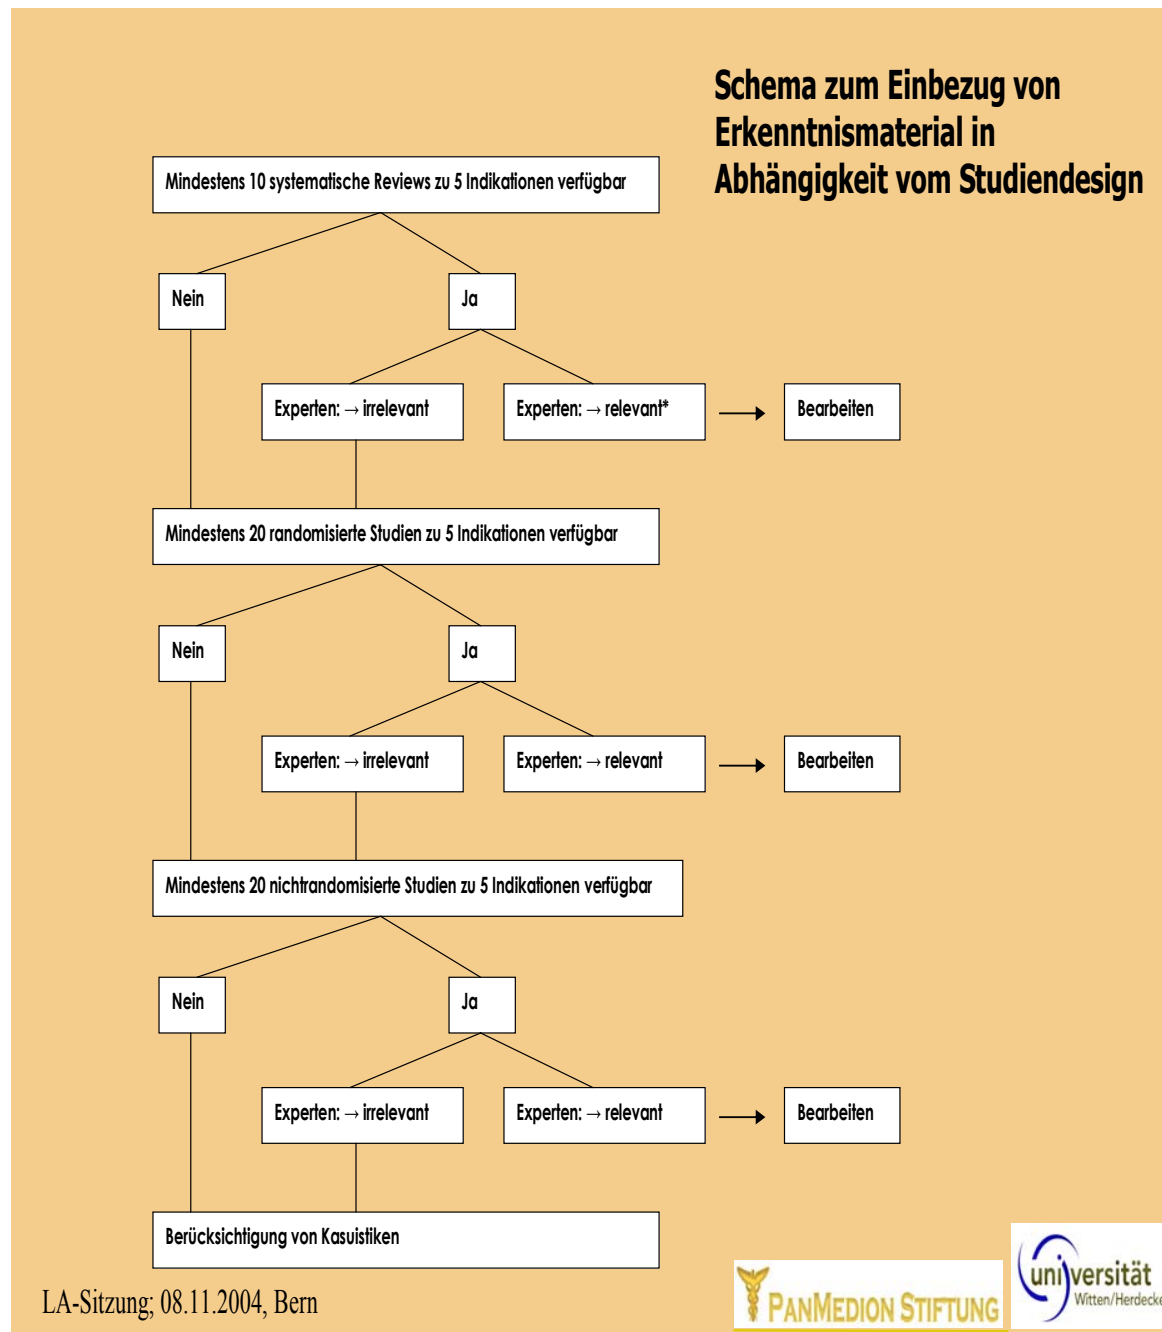 Schema zum Einbezug von
Erkenntnismaterial in
Abhängigkeit vom Studiendesign
Mindestens 10 systematische Reviews zu 5 Indikationen verfügbar
Nein
Ja
Experten: → irrelevant
Experten: → relevant*
Bearbeiten
Mindestens 20 randomisierte Studien zu 5 Indikationen verfügbar
Nein
Ja
Experten: → irrelevant
Experten: → relevant
Bearbeiten
Mindestens 20 nichtrandomisierte Studien zu 5 Indikationen verfügbar
Nein
Ja
Experten: → irrelevant
Experten: → relevant
Bearbeiten
Berücksichtigung von Kasuistiken
LA-Sitzung; 08.11.2004, Bern
PANMEDION STIFTUNG
universität
Witten/Herdecke